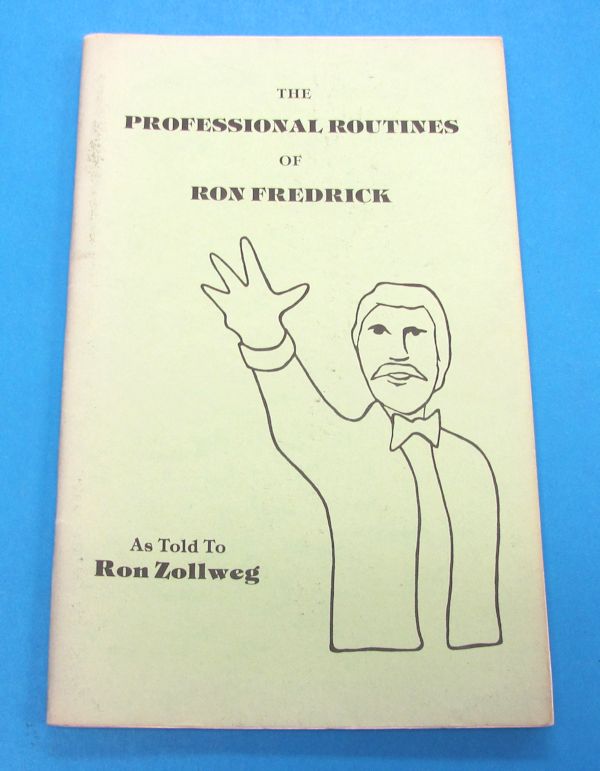 THE
PROFESSIONAL ROUTINES
OF
RON FREDRICK
As Told To
Ron Zollweg